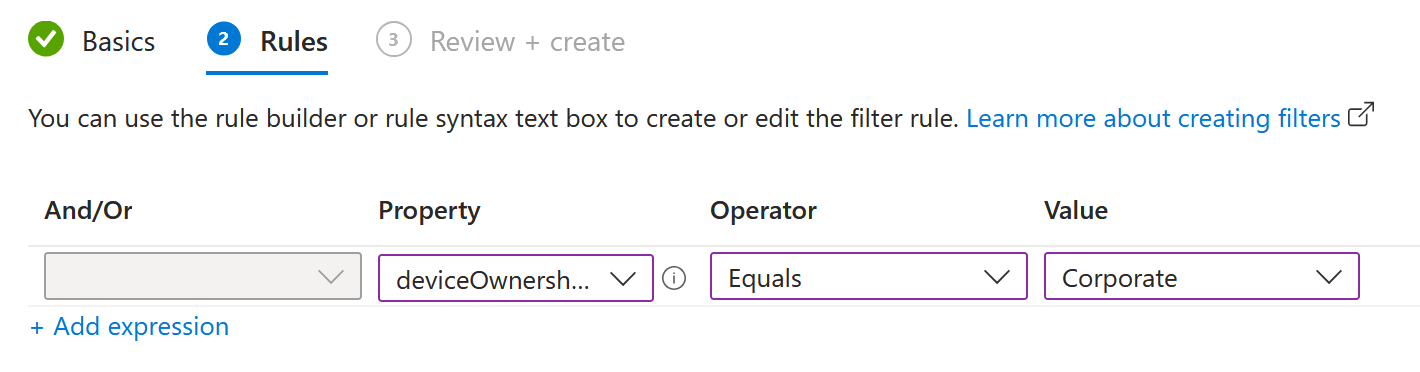 Basics 2 Rules 3 Review + create
You can use the rule builder or rule syntax text box to create or edit the filter rule. Learn more about creating filters
And/Or Property Operator Value
deviceOwnersh... Equals Corporate
+ Add expression